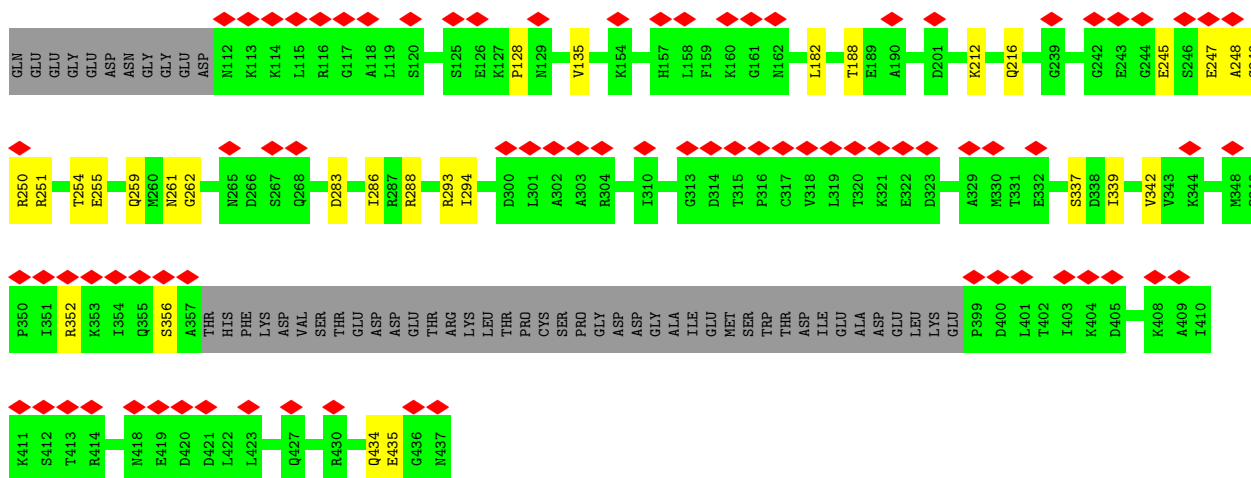 GLN GLU GLU GLY GLU ASP ASN GLY GLY GLU ASP N112 K113 K114 L115 R116 G117 A118 L119 S120 S125 E126 K127 P128 N129 V135 K154 H157 L158 F159 K160 G161 N162 L182 T188 E189 A190 D201 K212 Q216 G239 G242 E243 G244 E245 S246 E247 A248
R250 R251 T254 E255 Q259 M260 N261 G262 N265 D266 S267 Q268 D283 I286 R287 R288 R293 I294 D300 L301 A302 A303 R304 I310 G313 D314 T315 P316 C317 V318 L319 T320 K321 E322 D323 A329 M330 T331 E332 S337 D338 I339 V342 V343 K344 M348
P350 I351 R352 K353 I354 Q355 S356 A357 THR HIS PHE LYS ASP VAL SER THR GLU ASP ASP GLU THR ARG LYS LEU THR PRO CYS SER PRO GLY ASP ASP GLY ALA ILE GLU MET SER TRP THR ASP ILE GLU ALA ASP GLU LEU LYS GLU P399 D400 L401 T402 I403 K404 D405 K408 A409 I410
K411 S412 T413 R414 N418 E419 D420 D421 L422 L423 Q427 R430 Q434 E435 G436 N437